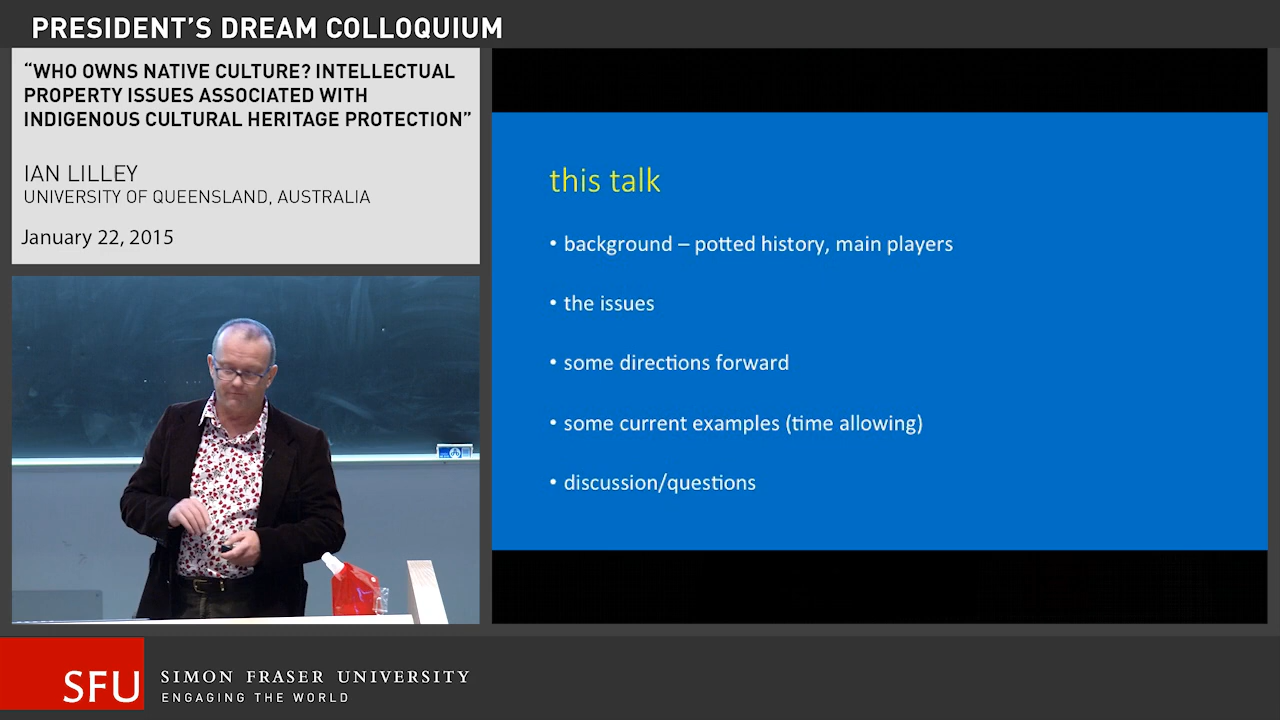 PRESIDENT'S DREAM COLLOQUIUM
“WHO OWNS NATIVE CULTURE? INTELLECTUAL
PROPERTY ISSUES ASSOCIATED WITH
INDIGENOUS CULTURAL HERITAGE PROTECTION”
IAN LILLEY
UNIVERSITY OF QUEENSLAND, AUSTRALIA
January 22, 2015
this talk
• background – potted history, main players
• the issues
• some directions forward
• some current examples (time allowing)
• discussion/questions
SFU
SIMON FRASER UNIVERSITY
ENGAGING THE WORLD